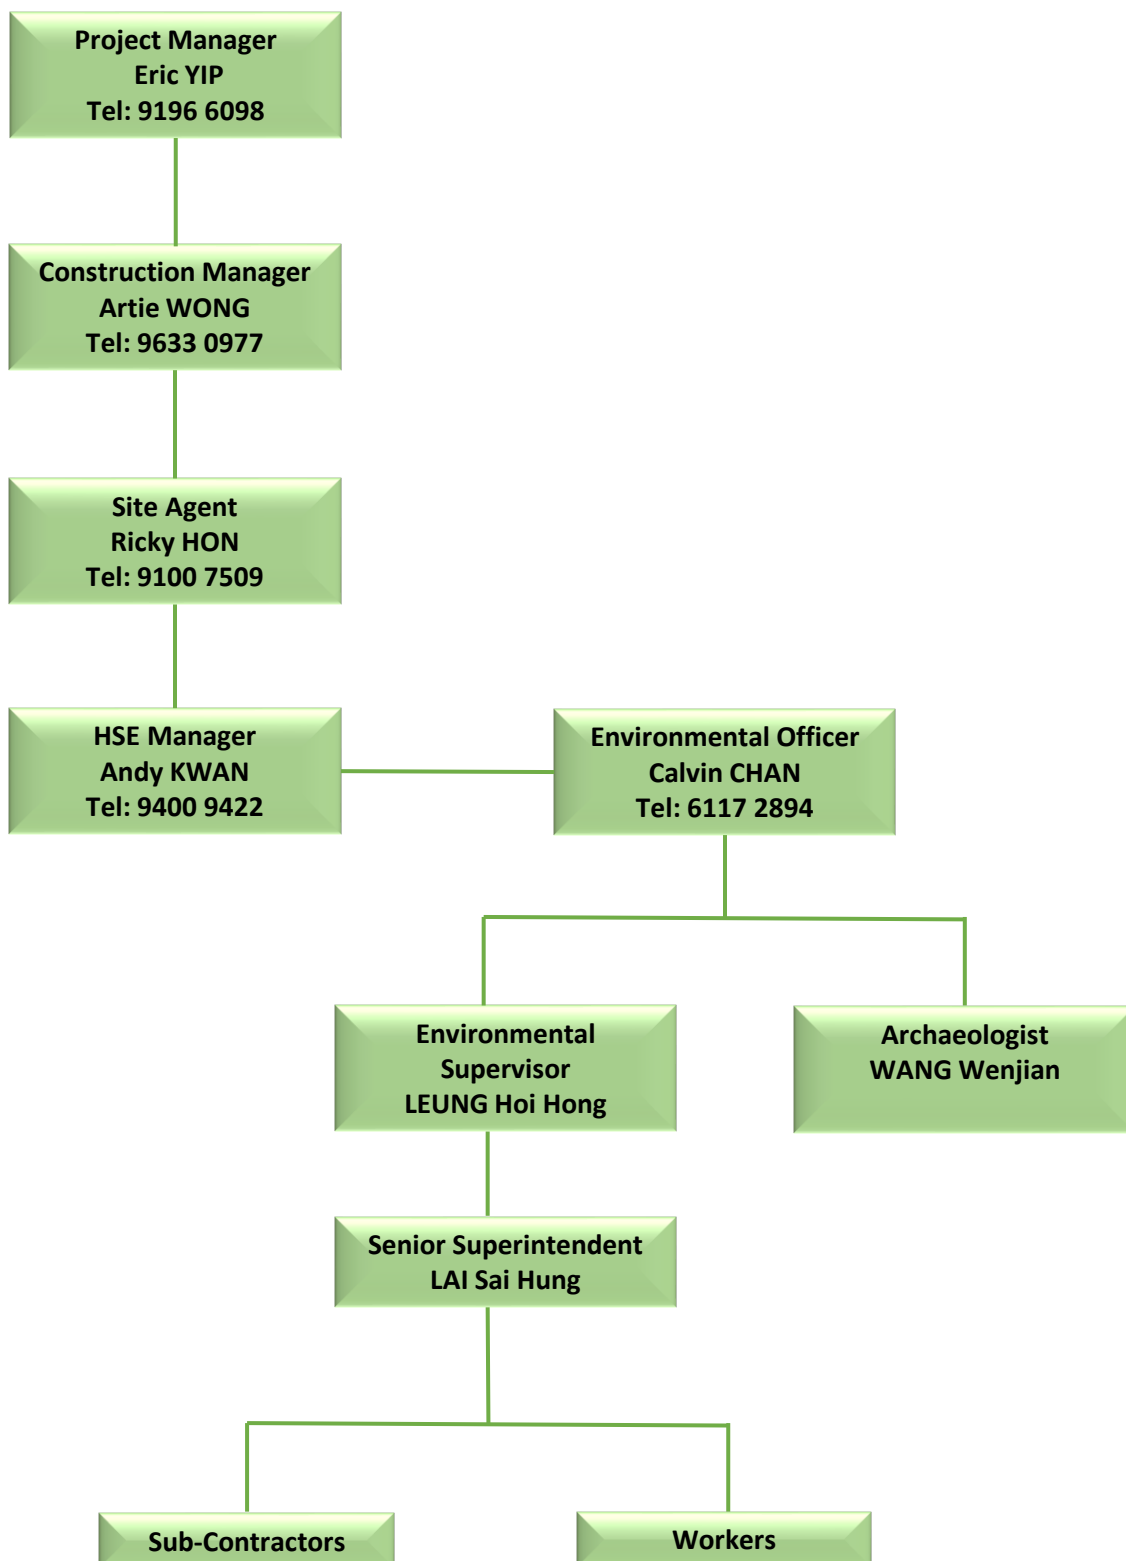 Project Manager
Eric YIP
Tel: 9196 6098
Construction Manager
Artie WONG
Tel: 9633 0977
Site Agent
Ricky HON
Tel: 9100 7509
HSE Manager
Andy KWAN
Tel: 9400 9422
Environmental Officer
Calvin CHAN
Tel: 6117 2894
Environmental
Supervisor
LEUNG Hoi Hong
Archaeologist
WANG Wenjian
Senior Superintendent
LAI Sai Hung
Sub-Contractors
Workers